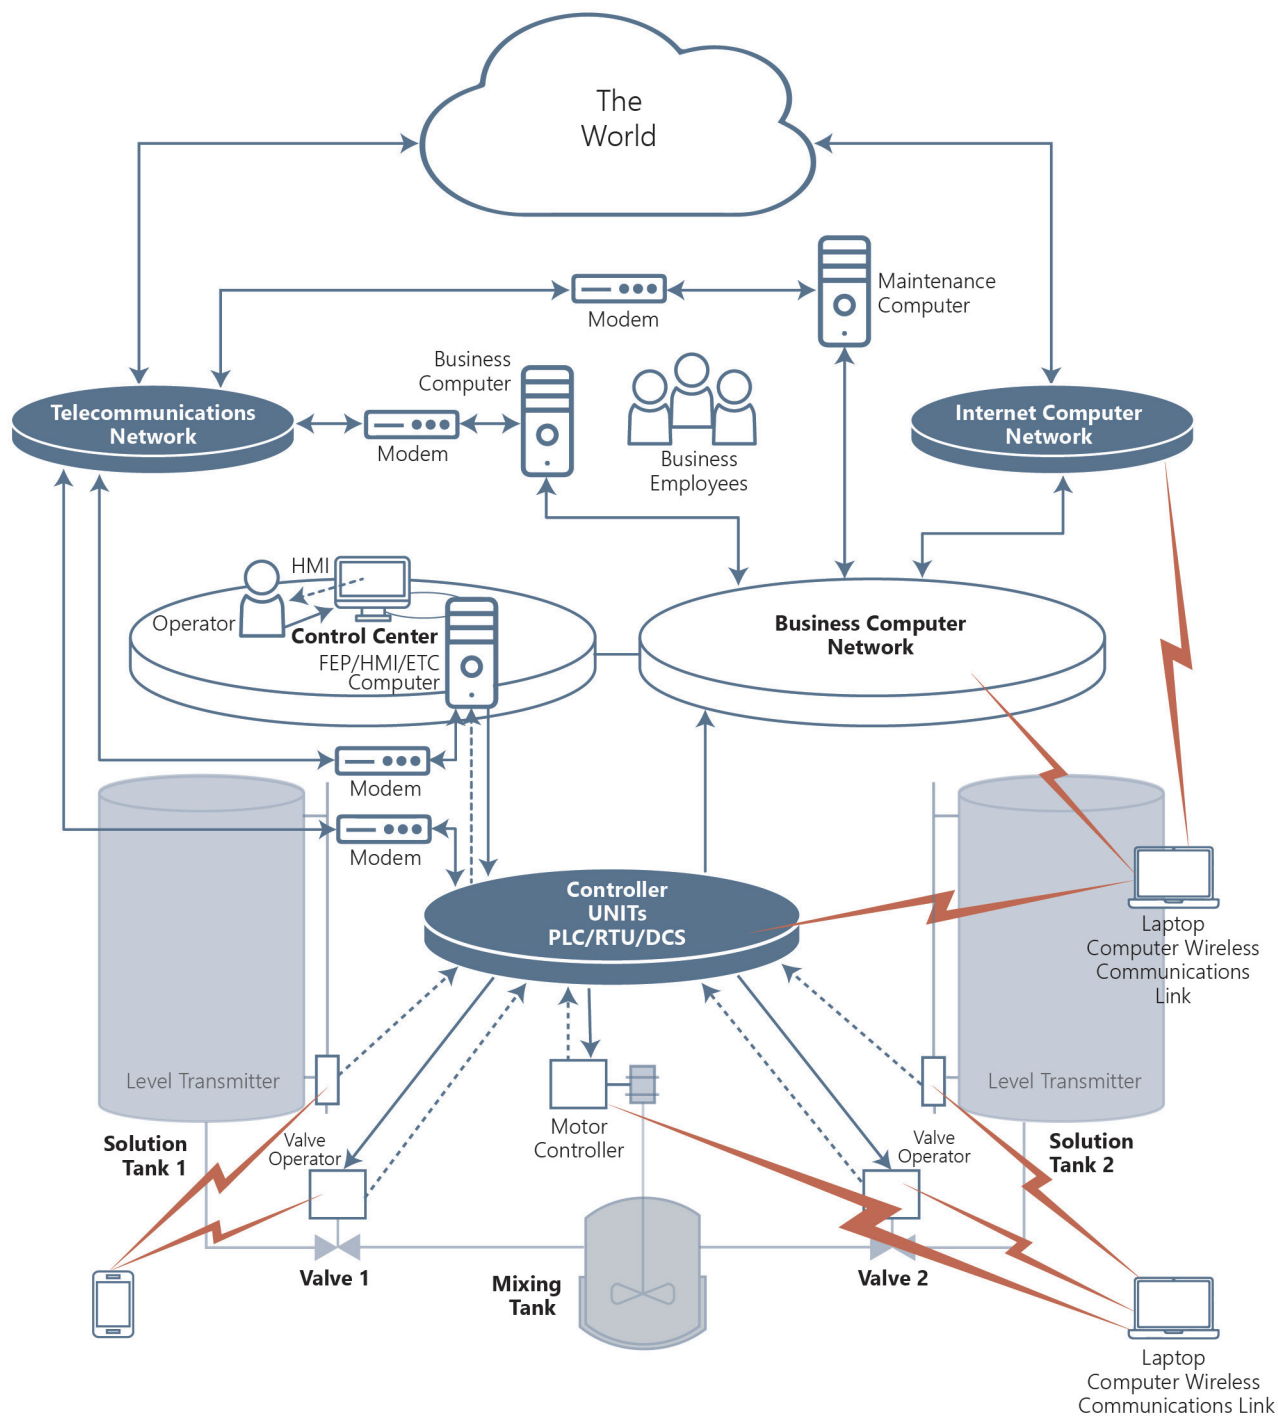 The
World
Maintenance
Computer
Modem
Business
Computer
Telecommunications
Network
Modem
Business
Employees
Internet Computer
Network
HMI
Operator
Control Center
FEP/HMI/ETC
Computer
Business Computer
Network
Modem
Modem
Controller
UNITs
PLC/RTU/DCS
Laptop
Computer Wireless
Communications
Link
Level Transmitter
Level Transmitter
Solution
Tank 1
Valve
Operator
Motor
Controller
Valve
Operator
Solution
Tank 2
Valve 1
Mixing
Tank
Valve 2
Laptop
Computer Wireless
Communications Link